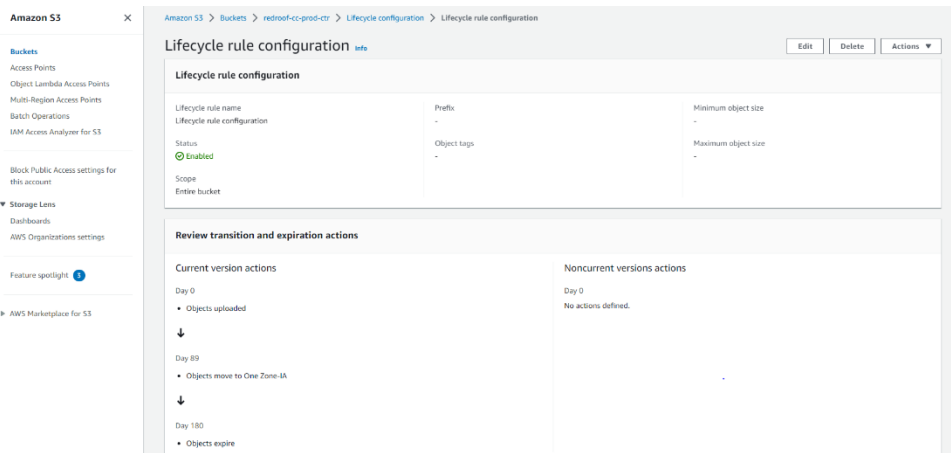 Amazon S3
Amazon S3 > Buckets > redroof-cc-prod-ctr > Lifecycle configuration > Lifecycle rule configuration
Buckets
Access Points
Object Lambda Access Points
Multi-Region Access Points
Batch Operations
IAM Access Analyzer for S3
Block Public Access settings for
this account
Storage Lens
Dashboards
AWS Organizations settings
Feature spotlight 3
AWS Marketplace for S3
Lifecycle rule configuration Info
Edit
Delete
Actions
Lifecycle rule configuration
Lifecycle rule name
Lifecycle rule configuration
Status
Enabled
Scope
Entire bucket
Prefix
-
Object tags
-
Minimum object size
-
Maximum object size
-
Review transition and expiration actions
Current version actions
Day 0
• Objects uploaded
↓
Day 89
• Objects move to One Zone-IA
↓
Day 180
• Objects expire
Noncurrent versions actions
Day 0
No actions defined.